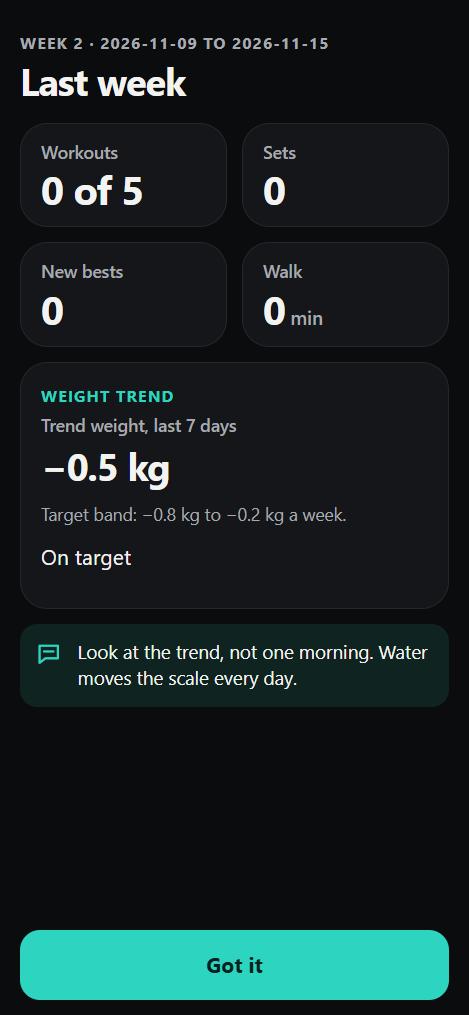 WEEK 2 · 2026-11-09 TO 2026-11-15
Last week
Workouts
0 of 5
Sets
0
New bests
0
Walk
0 min
WEIGHT TREND
Trend weight, last 7 days
−0.5 kg
Target band: −0.8 kg to −0.2 kg a week.
On target
Look at the trend, not one morning. Water
moves the scale every day.
Got it